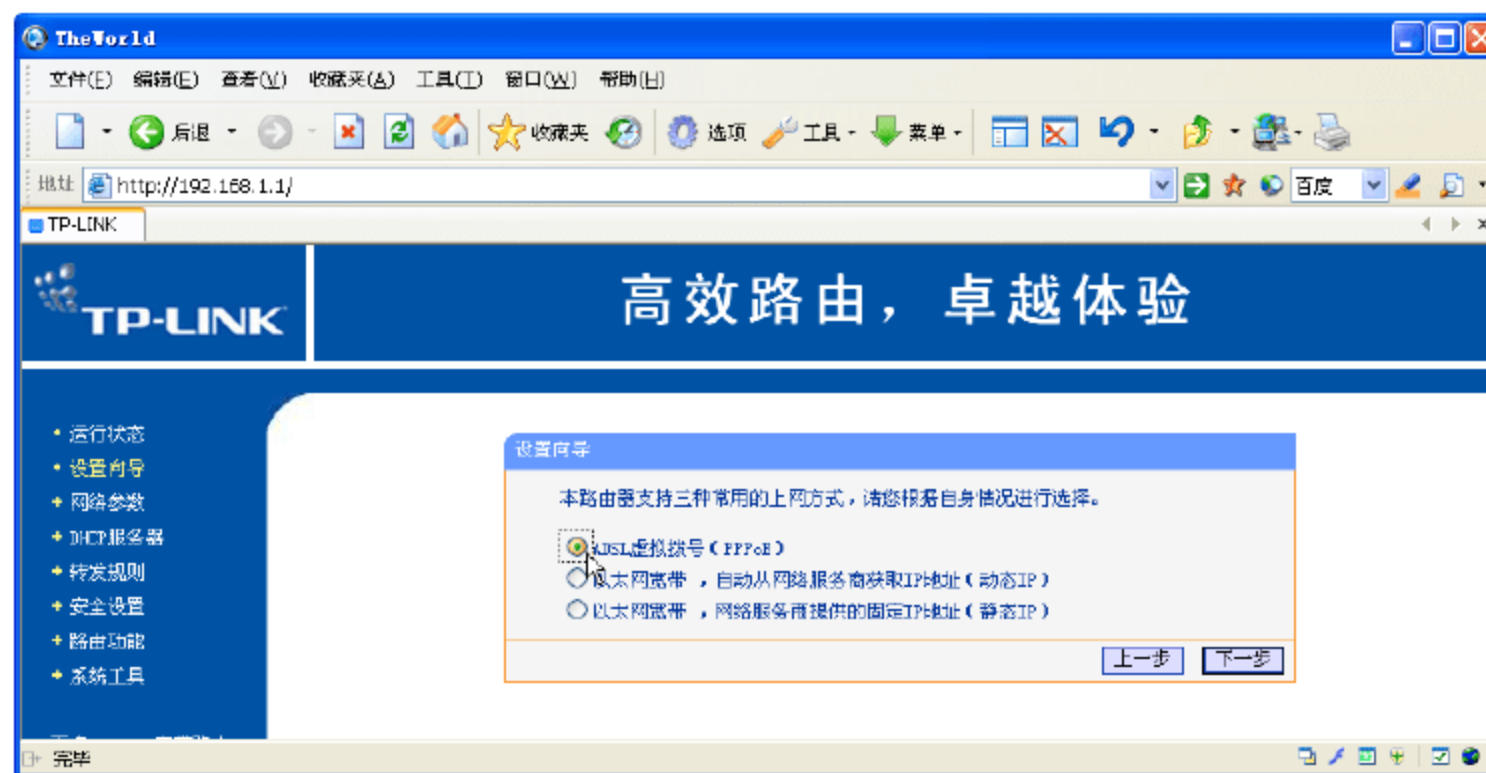 TheWorld
文件(F) 编辑(E) 查看(V) 收藏夹(A) 工具(T) 窗口(W) 帮助(H)
后退 收藏夹 选项 工具 菜单
地址 http://192.168.1.1/ 百度
TP-LINK
TP-LINK 高效路由，卓越体验
运行状态
设置向导
网络参数
DHCP服务器
转发规则
安全设置
路由功能
系统工具
设置向导
本路由器支持三种常用的上网方式，请您根据自身情况进行选择。
ADSL虚拟拨号（PPPoE）
以太网宽带 ，自动从网络服务商获取IP地址（动态IP）
以太网宽带 ，网络服务商提供的固定IP地址（静态IP）
上一步 下一步
完毕